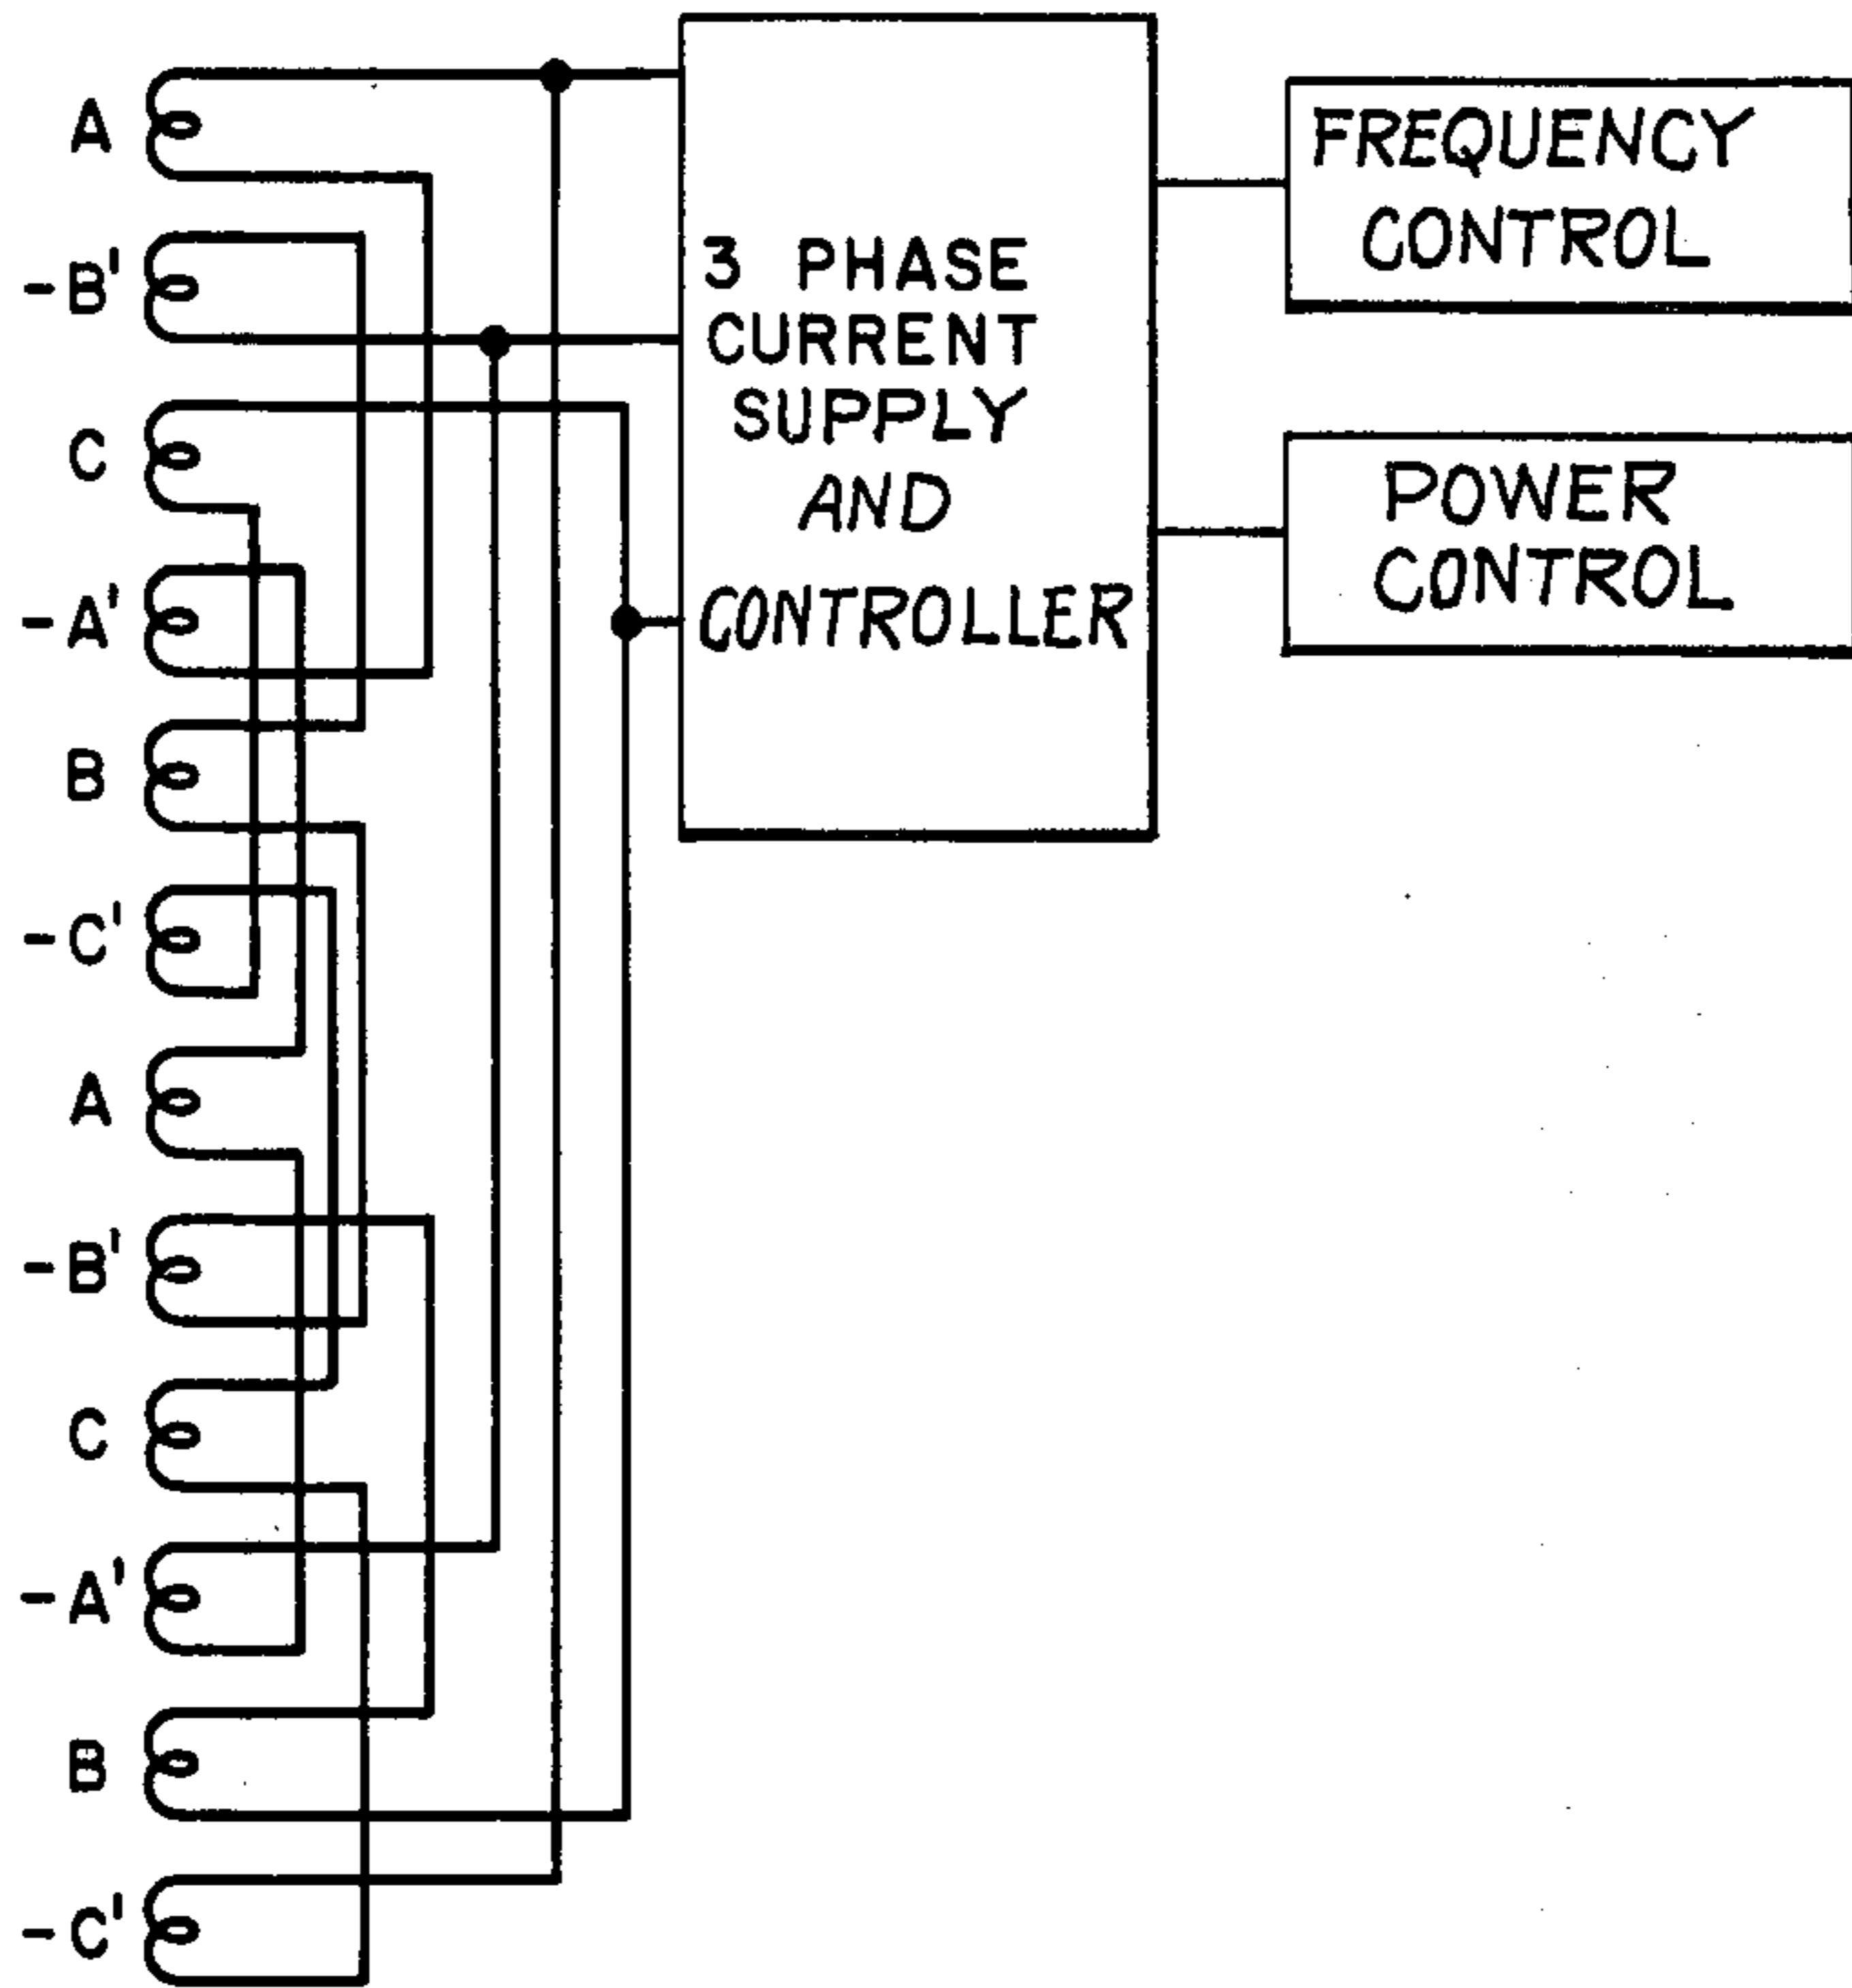 A
-B'
C
-A'
B
-C'
A
-B'
C
-A'
B
-C'
3 PHASE
CURRENT
SUPPLY
AND
CONTROLLER
FREQUENCY
CONTROL
POWER
CONTROL